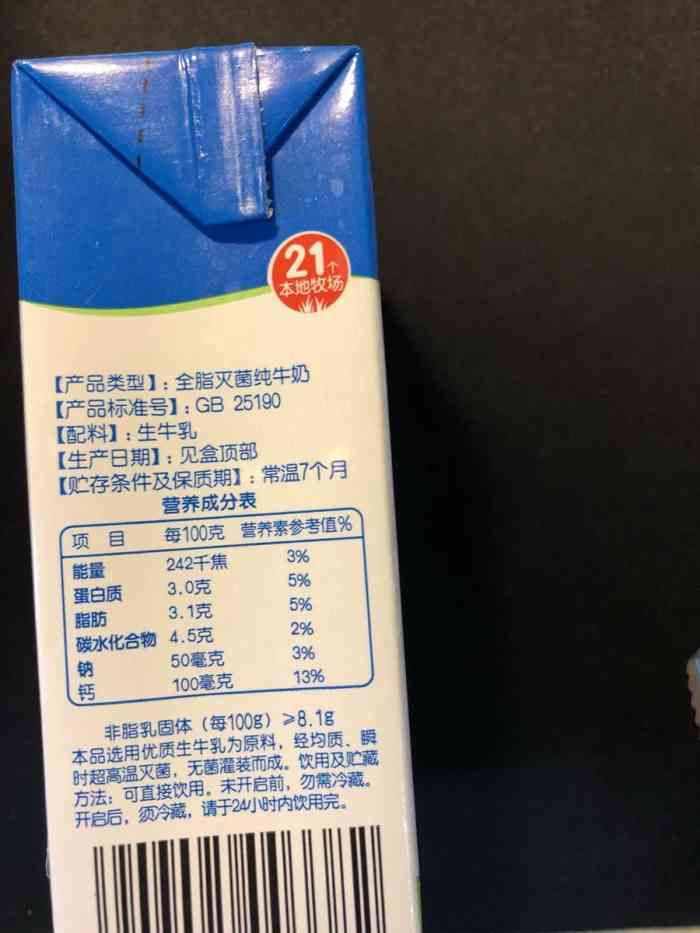 21个
本地牧场
【产品类型】:全脂灭菌纯牛奶
【产品标准号】:GB 25190
【配料】:生牛乳
【生产日期】:见盒顶部
【贮存条件及保质期】:常温7个月
营养成分表
项 目 每100克 营养素参考值%
能量 242千焦 3%
蛋白质 3.0克 5%
脂肪 3.1克 5%
碳水化合物 4.5克 2%
钠 50毫克 3%
钙 100毫克 13%
非脂乳固体(每100g)≥8.1g
本品选用优质生牛乳为原料，经均质、瞬
时超高温灭菌，无菌灌装而成。饮用及贮藏
方法：可直接饮用。未开启前，勿需冷藏。
开启后，须冷藏，请于24小时内饮用完。